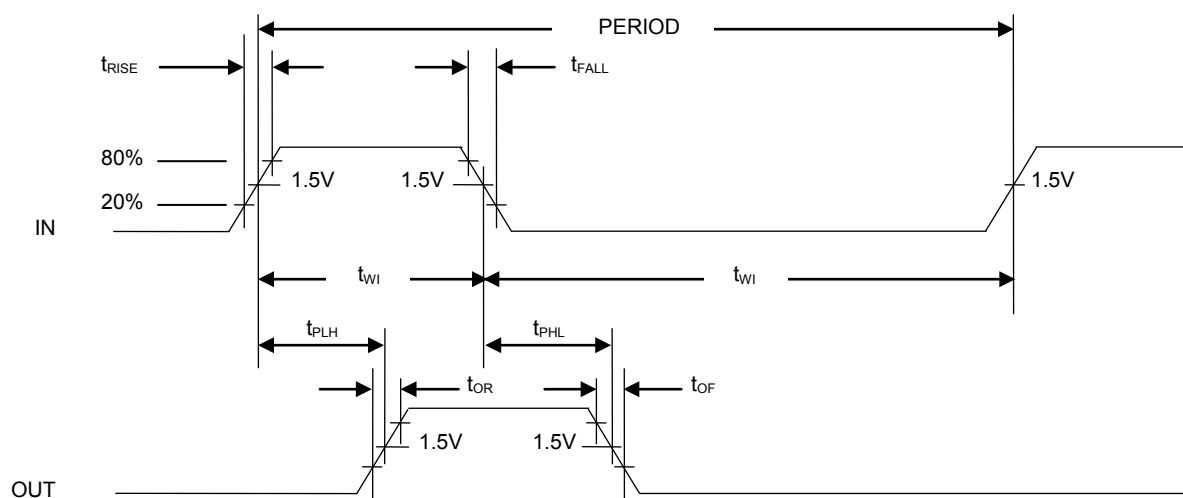 PERIOD
tRISE
tFALL
80%
1.5V
1.5V
1.5V
20%
IN
tWI
tWI
tPLH
tPHL
tOR
tOF
1.5V
1.5V
OUT